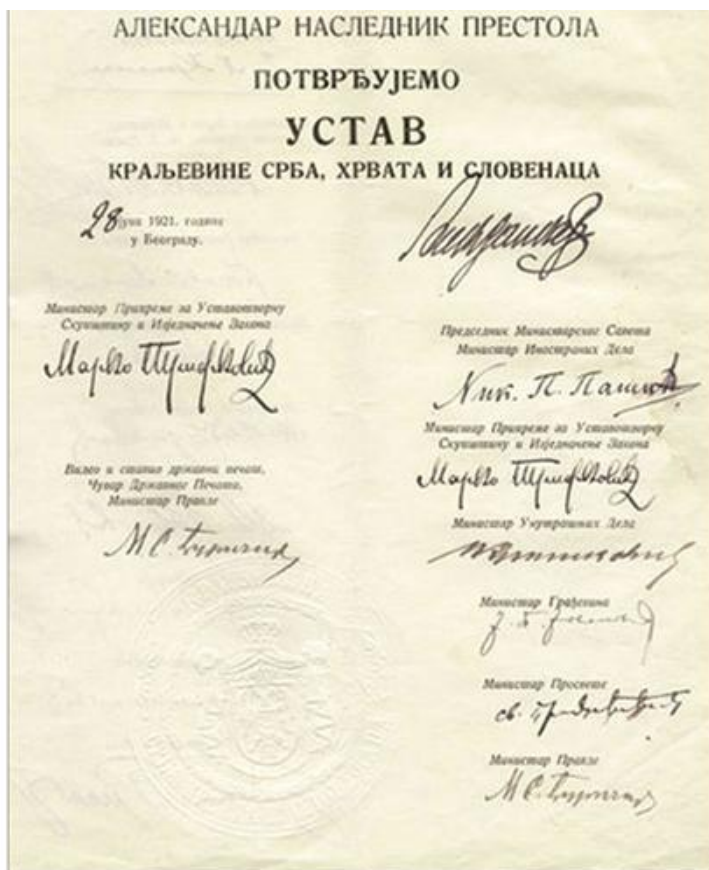 АЛЕКСАНДАР НАСЛЕДНИК ПРЕСТОЛА
ПОТВРЂУЈЕМО
УСТАВ
КРАЉЕВИНЕ СРБА, ХРВАТА И СЛОВЕНАЦА
28 јуна 1921. године
у Београду.
Министар Припреме за Уставотворну
Скупштину и Изједначење Закона
Марко
Видео и ставио државни печат,
Чувар Државног Печата,
Министар Правде
М С.
Председник Министарског Савета
Министар Иностраних Дела
Ник. П. Пашић
Министар Припреме за Уставотворну
Скупштину и Изједначење Закона
Марко
Министар Унутрашњих Дела
Министар Грађевина
Министар Просвете
Министар Правде
М С.